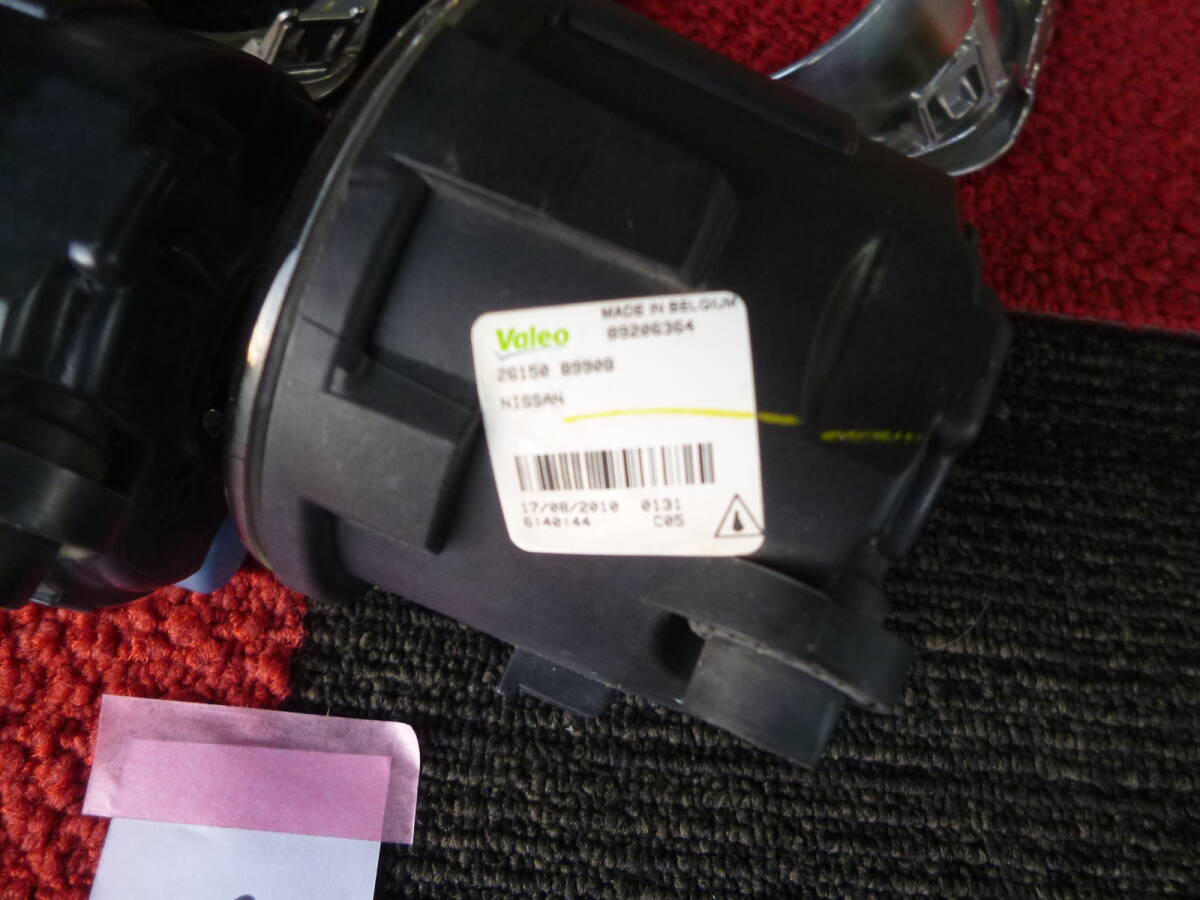 MADE IN BELGIUM
Valeo 89206364
26150 8990B
NISSAN
17/08/2010 0131
6:40:44 C05